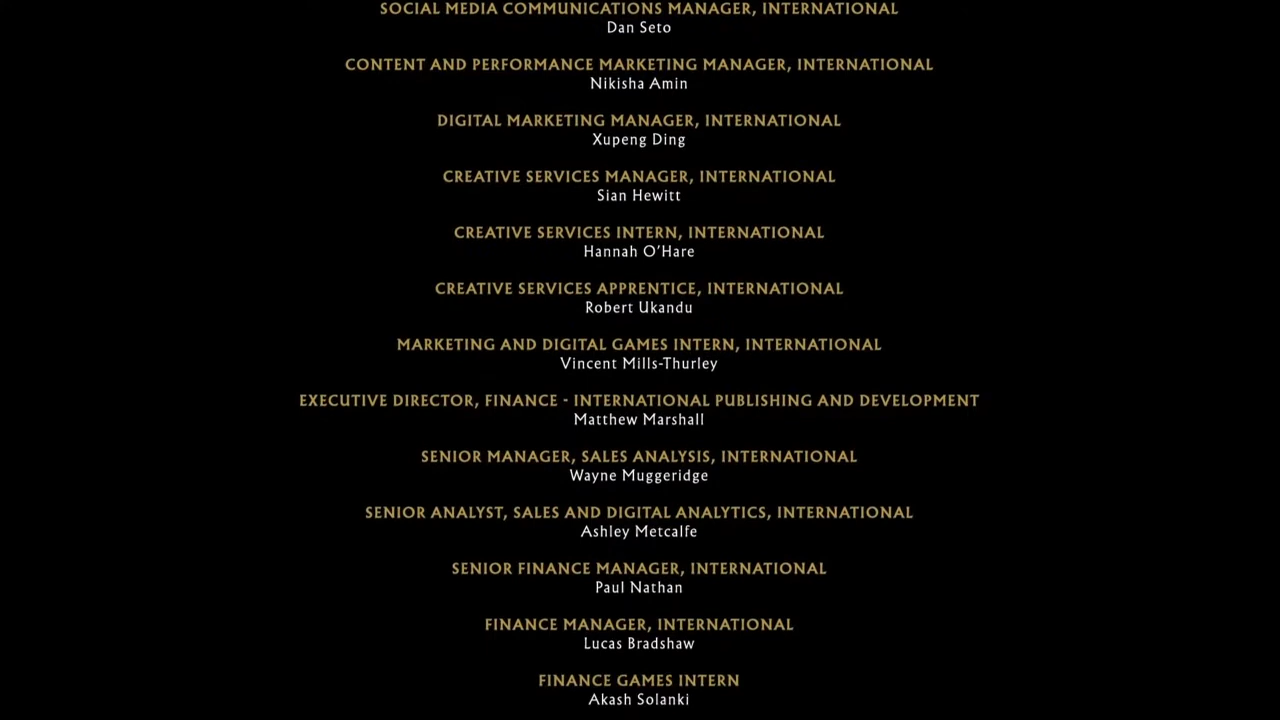 SOCIAL MEDIA COMMUNICATIONS MANAGER, INTERNATIONAL
Dan Seto
CONTENT AND PERFORMANCE MARKETING MANAGER, INTERNATIONAL
Nikisha Amin
DIGITAL MARKETING MANAGER, INTERNATIONAL
Xupeng Ding
CREATIVE SERVICES MANAGER, INTERNATIONAL
Sian Hewitt
CREATIVE SERVICES INTERN, INTERNATIONAL
Hannah O'Hare
CREATIVE SERVICES APPRENTICE, INTERNATIONAL
Robert Ukandu
MARKETING AND DIGITAL GAMES INTERN, INTERNATIONAL
Vincent Mills-Thurley
EXECUTIVE DIRECTOR, FINANCE - INTERNATIONAL PUBLISHING AND DEVELOPMENT
Matthew Marshall
SENIOR MANAGER, SALES ANALYSIS, INTERNATIONAL
Wayne Muggeridge
SENIOR ANALYST, SALES AND DIGITAL ANALYTICS, INTERNATIONAL
Ashley Metcalfe
SENIOR FINANCE MANAGER, INTERNATIONAL
Paul Nathan
FINANCE MANAGER, INTERNATIONAL
Lucas Bradshaw
FINANCE GAMES INTERN
Akash Solanki